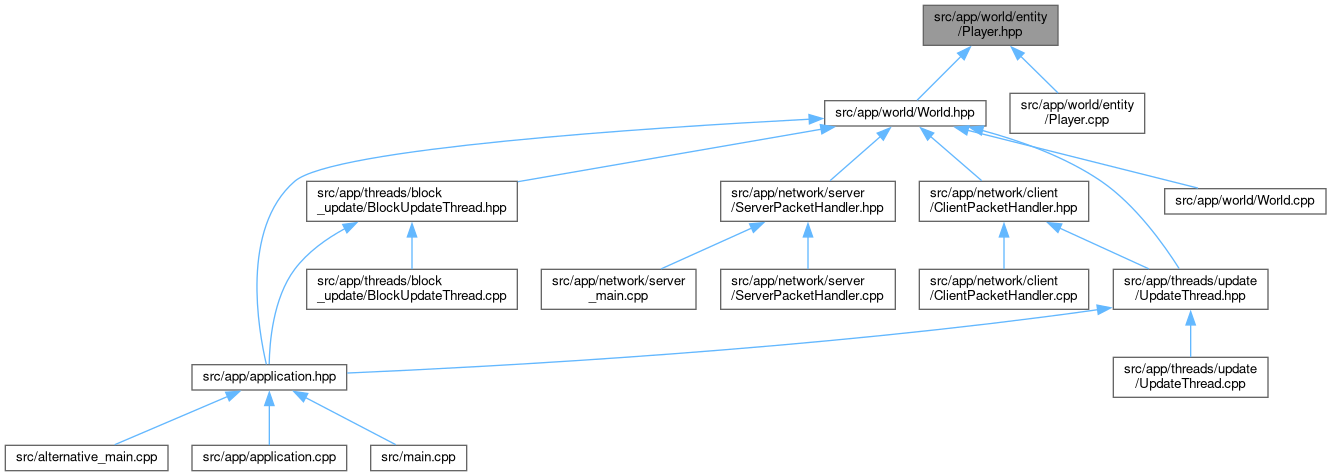 src/app/world/entity
/Player.hpp
src/app/world/World.hpp
src/app/world/entity
/Player.cpp
src/app/threads/block
_update/BlockUpdateThread.hpp
src/app/network/server
/ServerPacketHandler.hpp
src/app/network/client
/ClientPacketHandler.hpp
src/app/world/World.cpp
src/app/threads/block
_update/BlockUpdateThread.cpp
src/app/network/server
_main.cpp
src/app/network/server
/ServerPacketHandler.cpp
src/app/network/client
/ClientPacketHandler.cpp
src/app/threads/update
/UpdateThread.hpp
src/app/application.hpp
src/app/threads/update
/UpdateThread.cpp
src/alternative_main.cpp
src/app/application.cpp
src/main.cpp